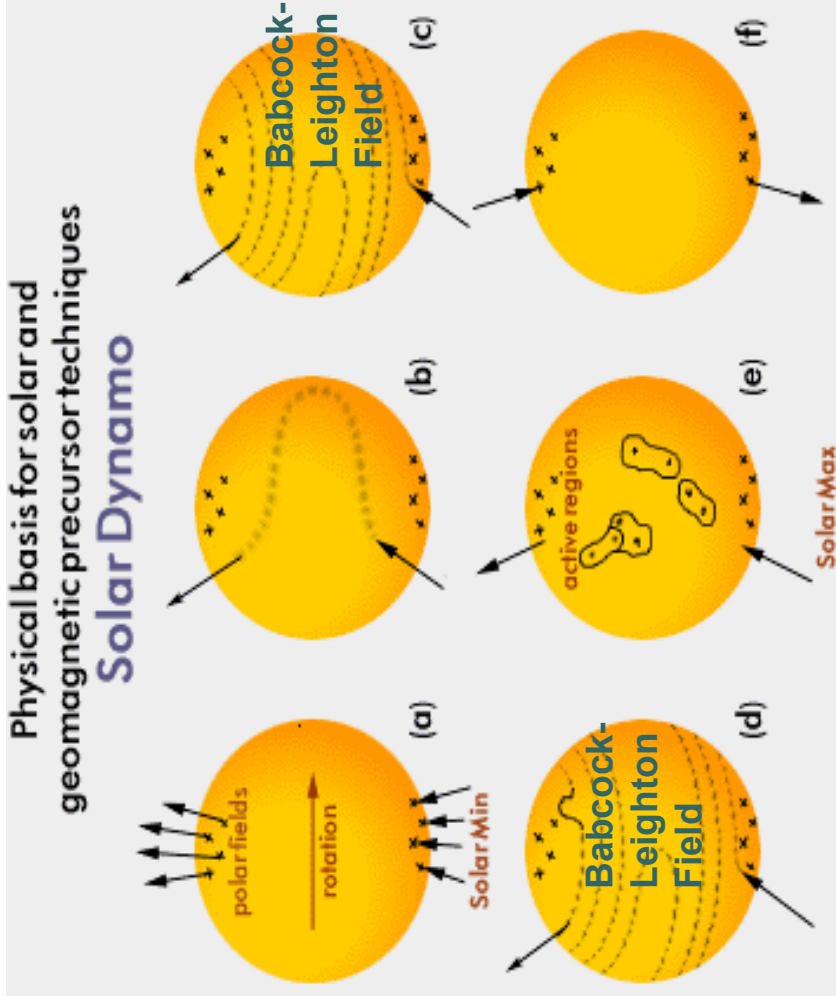 Physical basis for solar and
geomagnetic precursor techniques
Solar Dynamo
polar fields
rotation
Solar Min
(a)
(b)
Babcock-
Leighton
Field
(c)
Babcock-
Leighton
Field
(d)
active regions
Solar Max
(e)
(f)